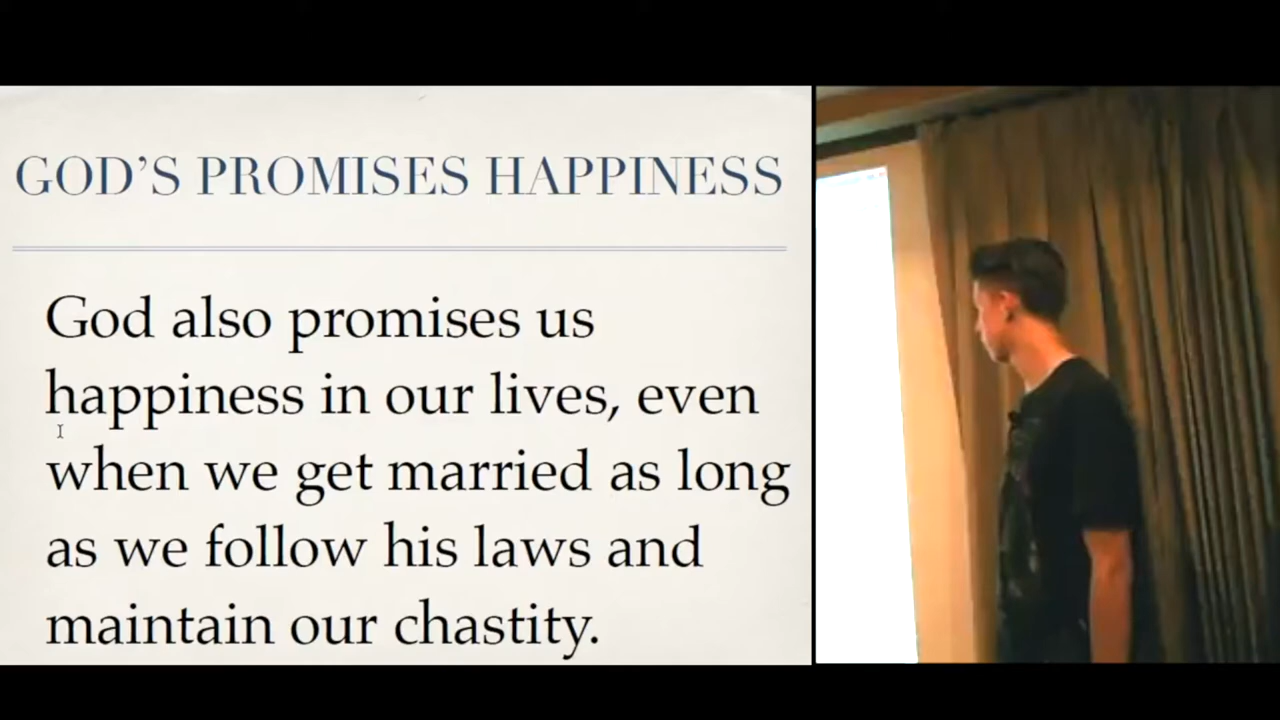 GOD'S PROMISES HAPPINESS
God also promises us
happiness in our lives, even
when we get married as long
as we follow his laws and
maintain our chastity.